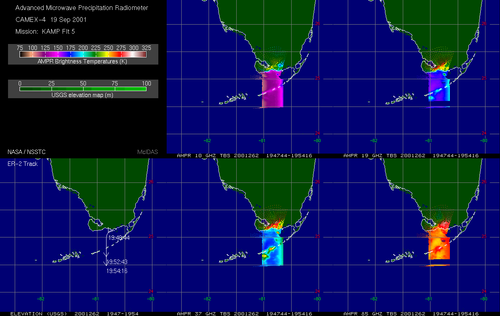 Advanced Microwave Precipitation Radiometer
CAMEX-4 19 Sep 2001
Mission: KAMP Flt 5
75 100 125 150 175 200 225 250 275 300 325
AMPR Brightness Temperatures (K)
0 25 50 75 100
USGS elevation map (m)
NASA / NSSTC
McIDAS
AMPR 10 GHZ TBS 2001262 194744-195416
AMPR 19 GHZ TBS 2001262 194744-195416
ER-2 Track
19:52:43
19:54:16
ELEVATION (USGS) 2001262 1947-1954
AMPR 37 GHZ TBS 2001262 194744-195416
AMPR 85 GHZ TBS 2001262 194744-195416